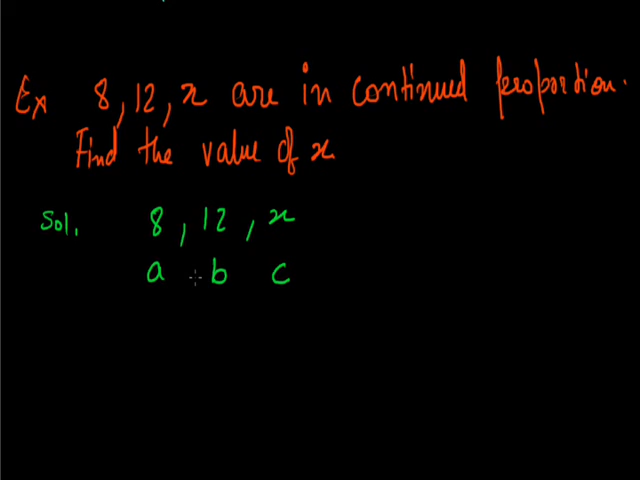 Ex 8, 12, x are in continued proportion.
Find the value of x
Sol. 8, 12, x
a b c